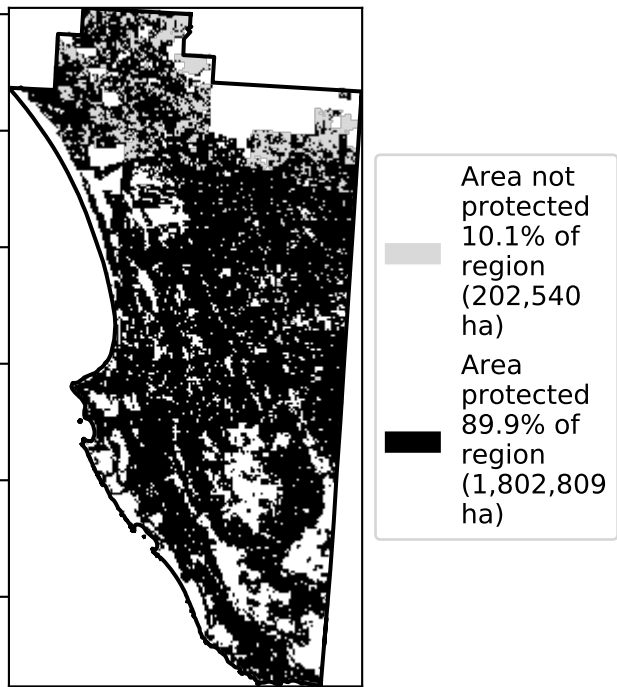 Area not
protected
10.1% of
region
(202,540
ha)
Area
protected
89.9% of
region
(1,802,809
ha)